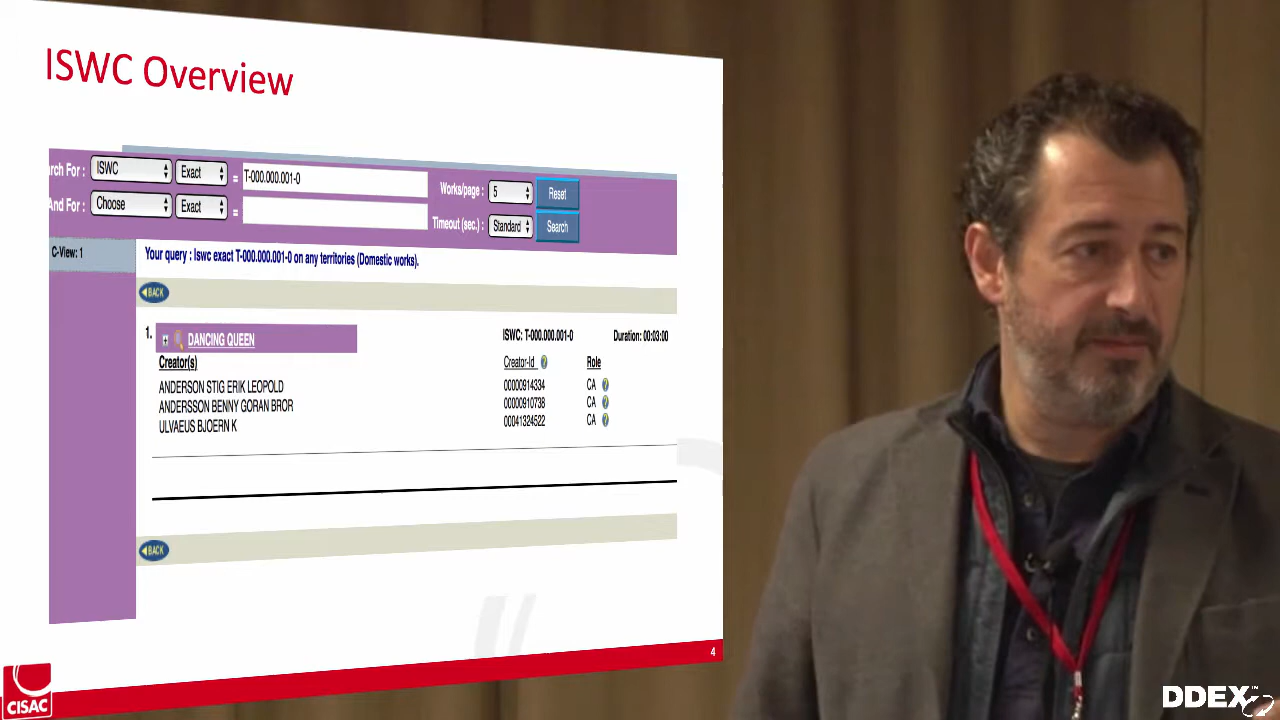 ISWC Overview
rch For : ISWC Exact = T-000.000.001-0 Works/page : 5 Reset
And For : Choose Exact = Timeout (sec.) : Standard Search
C-View: 1
Your query : Iswc exact T-000.000.001-0 on any territories (Domestic works).
BACK
1. DANCING QUEEN ISWC: T-000.000.001-0 Duration: 00:03:00
Creator(s) Creator-Id ? Role
ANDERSON STIG ERIK LEOPOLD 00000914334 CA ?
ANDERSSON BENNY GORAN BROR 00000910738 CA ?
ULVAEUS BJOERN K 00041324522 CA ?
BACK
4
CISAC
DDEX IN